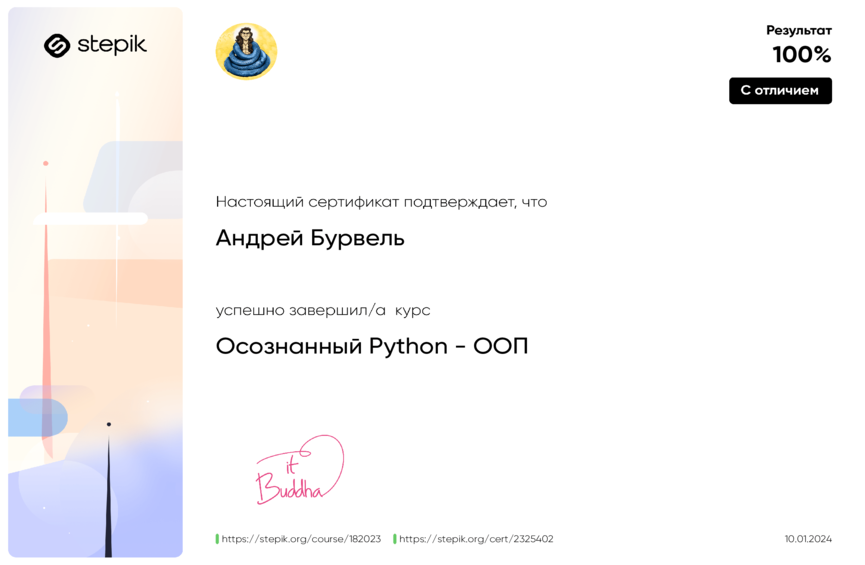 stepik
Результат
100%
С отличием
Настоящий сертификат подтверждает, что
Андрей Бурвель
успешно завершил/а курс
Осознанный Python - ООП
it
Buddha
https://stepik.org/course/182023 https://stepik.org/cert/2325402 10.01.2024